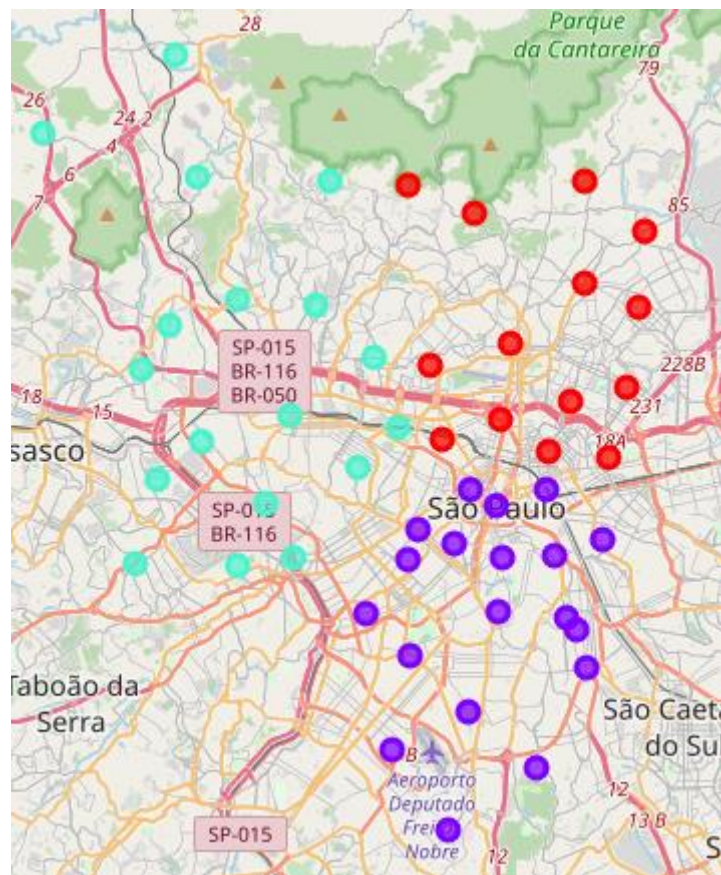 28
Parque
da Cantareira
79
26
24 2
4
6
7
85
SP-015
BR-116
BR-050
228B
18
15
231
18A
sasco
São Paulo
SP-015
BR-116
Taboão da
Serra
São Caeta
do Su
B
Aeroporto
Deputado
Frei
Nobre
12
13 B
SP-015
12
S